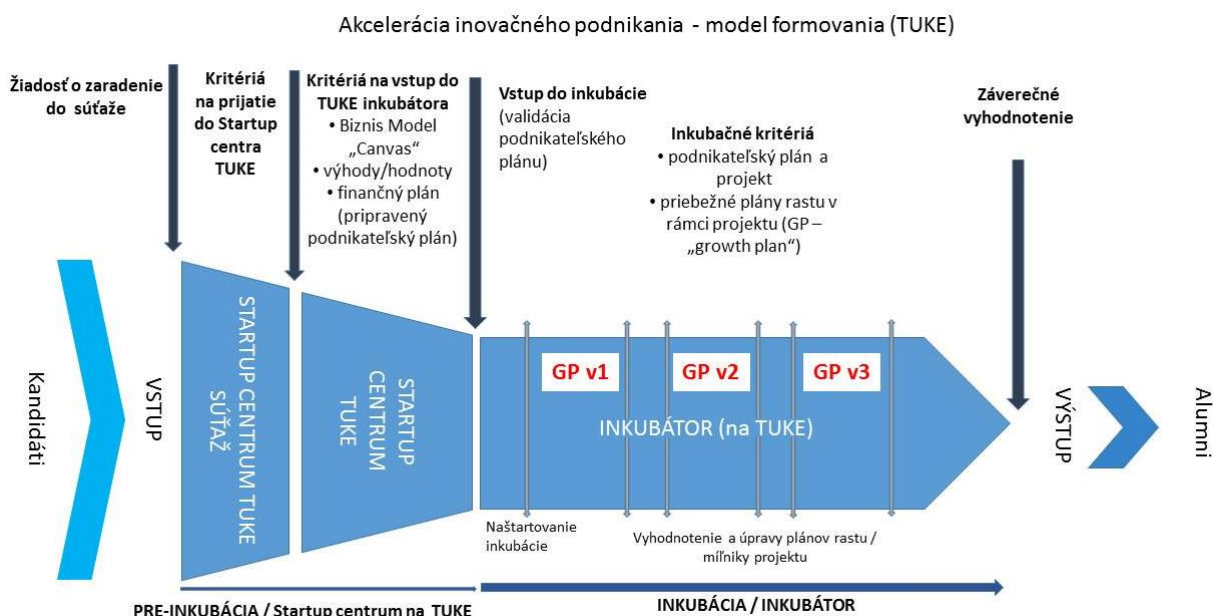 Akcelerácia inovačného podnikania - model formovania (TUKE)
Žiadosť o zaradenie
do súťaže
Kritériá
na prijatie
do Startup
centra
TUKE
Kritériá na vstup do
TUKE inkubátora
• Biznis Model
„Canvas“
• výhody/hodnoty
• finančný plán
(pripravený
podnikateľský plán)
Vstup do inkubácie
(validácia
podnikateľského
plánu)
Inkubačné kritériá
• podnikateľský plán a
projekt
• priebežné plány rastu v
rámci projektu (GP –
„growth plan“)
Záverečné
vyhodnotenie
Kandidáti
VSTUP
STARTUP CENTRUM TUKE
SÚŤAŽ
STARTUP
CENTRUM
TUKE
GP v1
GP v2
GP v3
INKUBÁTOR (na TUKE)
VÝSTUP
Alumni
Naštartovanie
inkubácie
Vyhodnotenie a úpravy plánov rastu /
míľniky projektu
PRE-INKUBÁCIA / Startup centrum na TUKE
INKUBÁCIA / INKUBÁTOR